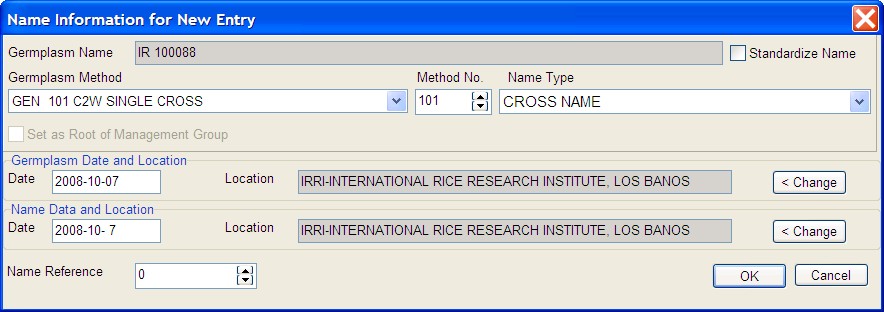 Name Information for New Entry
Germplasm Name IR 100088 Standardize Name
Germplasm Method Method No. Name Type
GEN  101 C2W SINGLE CROSS 101 CROSS NAME
Set as Root of Management Group
Germplasm Date and Location
Date 2008-10-07 Location IRRI-INTERNATIONAL RICE RESEARCH INSTITUTE, LOS BANOS < Change
Name Data and Location
Date 2008-10- 7 Location IRRI-INTERNATIONAL RICE RESEARCH INSTITUTE, LOS BANOS < Change
Name Reference 0 OK Cancel